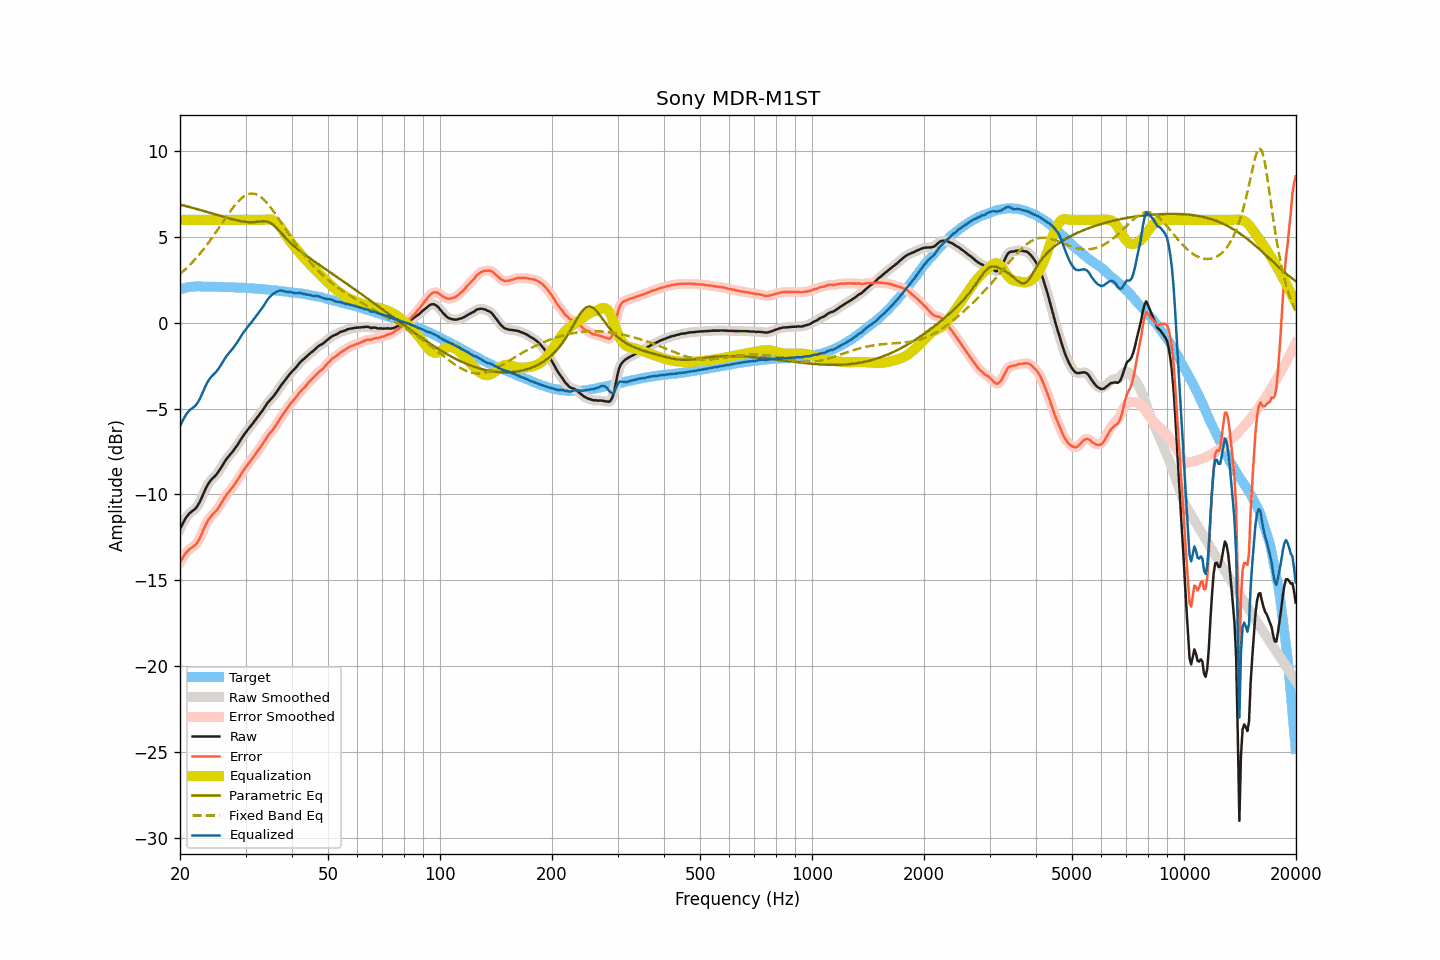 Sony MDR-M1ST
Amplitude (dBr)
10
5
0
−5
−10
−15
−20
−25
−30
Target
Raw Smoothed
Error Smoothed
Raw
Error
Equalization
Parametric Eq
Fixed Band Eq
Equalized
20 50 100 200 500 1000 2000 5000 10000 20000
Frequency (Hz)